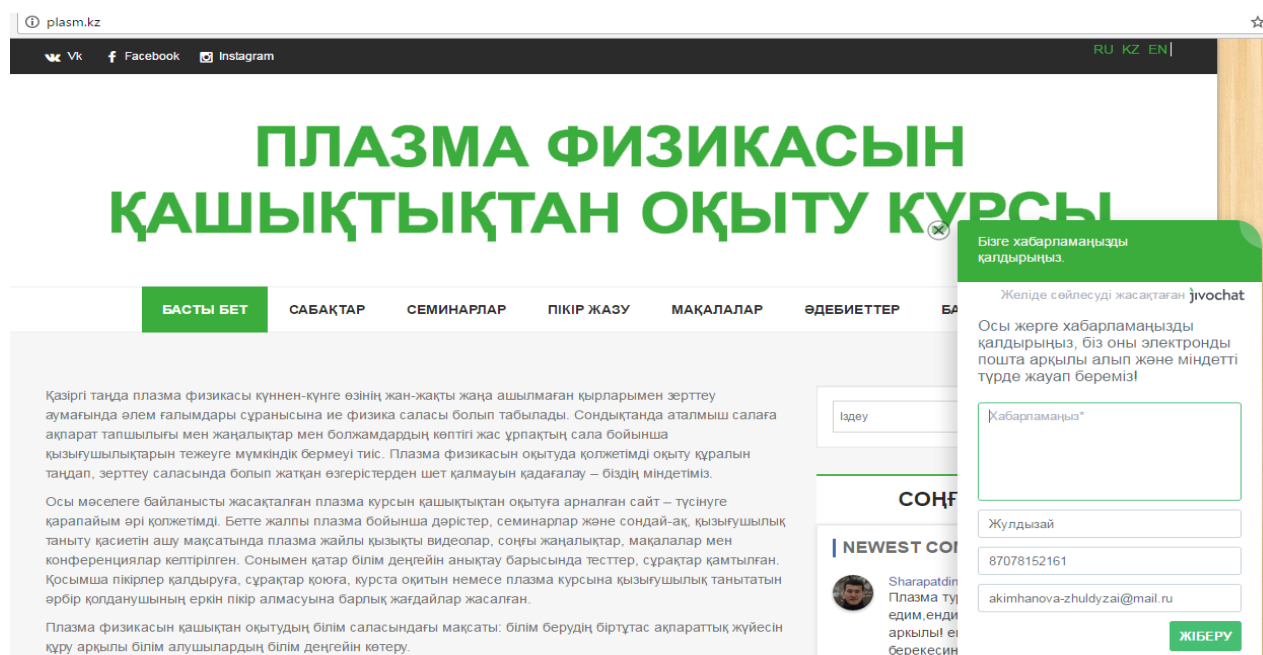 plasm.kz
Vk Facebook Instagram
RU KZ EN
ПЛАЗМА ФИЗИКАСЫН
ҚАШЫҚТЫҚТАН ОҚЫТУ КУРСЫ
БАСТЫ БЕТ САБАҚТАР СЕМИНАРЛАР ПІКІР ЖАЗУ МАҚАЛАЛАР ӘДЕБИЕТТЕР
Қазіргі таңда плазма физикасы күннен-күнге өзінің жан-жақты жаңа ашылмаған қырларымен зерттеу
аумағында әлем ғалымдары сұранысына ие физика саласы болып табылады. Сондықтанда аталмыш салаға
ақпарат тапшылығы мен жаңалықтар мен болжамдардың көптігі жас ұрпақтың сала бойынша
қызығушылықтарын тежеуге мүмкіндік бермеуі тиіс. Плазма физикасын оқытуда қолжетімді оқыту құралын
таңдап, зерттеу саласында болып жатқан өзгерістерден шет қалмауын қадағалау – біздің міндетіміз.
Осы мәселеге байланысты жасақталған плазма курсын қашықтықтан оқытуға арналған сайт – түсінуге
қарапайым әрі қолжетімді. Бетте жалпы плазма бойынша дәрістер, семинарлар және сондай-ақ, қызығушылық
таныту қасиетін ашу мақсатында плазма жайлы қызықты видеолар, соңғы жаңалықтар, мақалалар мен
конференциялар келтірілген. Сонымен қатар білім деңгейін анықтау барысында тесттер, сұрақтар қамтылған.
Қосымша пікірлер қалдыруға, сұрақтар қоюға, курста оқитын немесе плазма курсына қызығушылық танытатын
әрбір қолданушының еркін пікір алмасуына барлық жағдайлар жасалған.
Плазма физикасын қашықтан оқытудың білім саласындағы мақсаты: білім берудің біртұтас ақпараттық жүйесін
құру арқылы білім алушылардың білім деңгейін көтеру.
Іздеу
СОҢҒ
NEWEST COM
Sharapatdin
Плазма тур
едим,енди
аркылы! ен
берекесин
Бізге хабарламаңызды
қалдырыңыз.
Желіде сөйлесуді жасақтаған jivochat
Осы жерге хабарламаңызды
қалдырыңыз, біз оны электронды
пошта арқылы алып және міндетті
түрде жауап береміз!
Хабарламаңыз*
Жулдызай
87078152161
akimhanova-zhuldyzai@mail.ru
ЖІБЕРУ